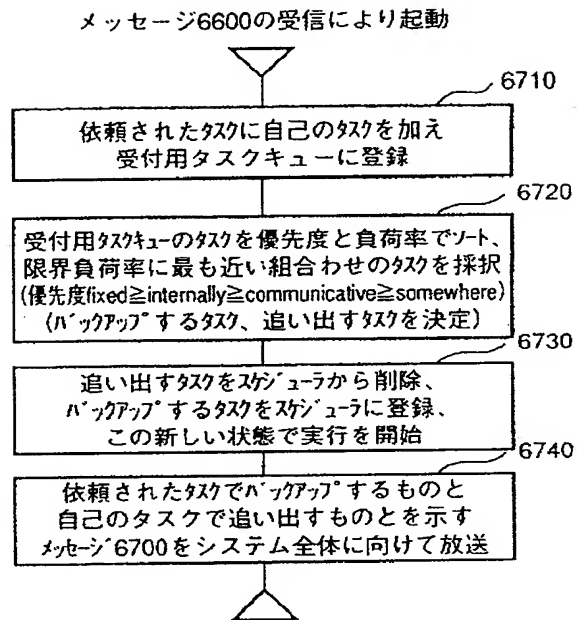 メッセージ6600の受信により起動
6710
依頼されたタスクに自己のタスクを加え
受付用タスクキューに登録
6720
受付用タスクキューのタスクを優先度と負荷率でソート、
限界負荷率に最も近い組合わせのタスクを採択
(優先度fixed≧internally≧communicative≧somewhere)
(バックアップするタスク、追い出すタスクを決定)
6730
追い出すタスクをスケジューラから削除、
バックアップするタスクをスケジューラに登録、
この新しい状態で実行を開始
6740
依頼されたタスクでバックアップするものと
自己のタスクで追い出すものとを示す
メッセージ6700をシステム全体に向けて放送